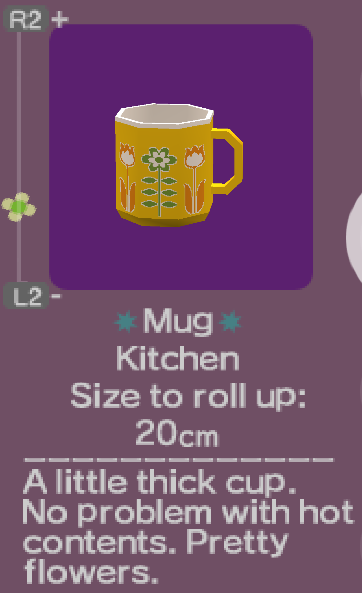 R2 +
L2 -
Mug
Kitchen
Size to roll up:
20cm
A little thick cup.
No problem with hot
contents. Pretty
flowers.